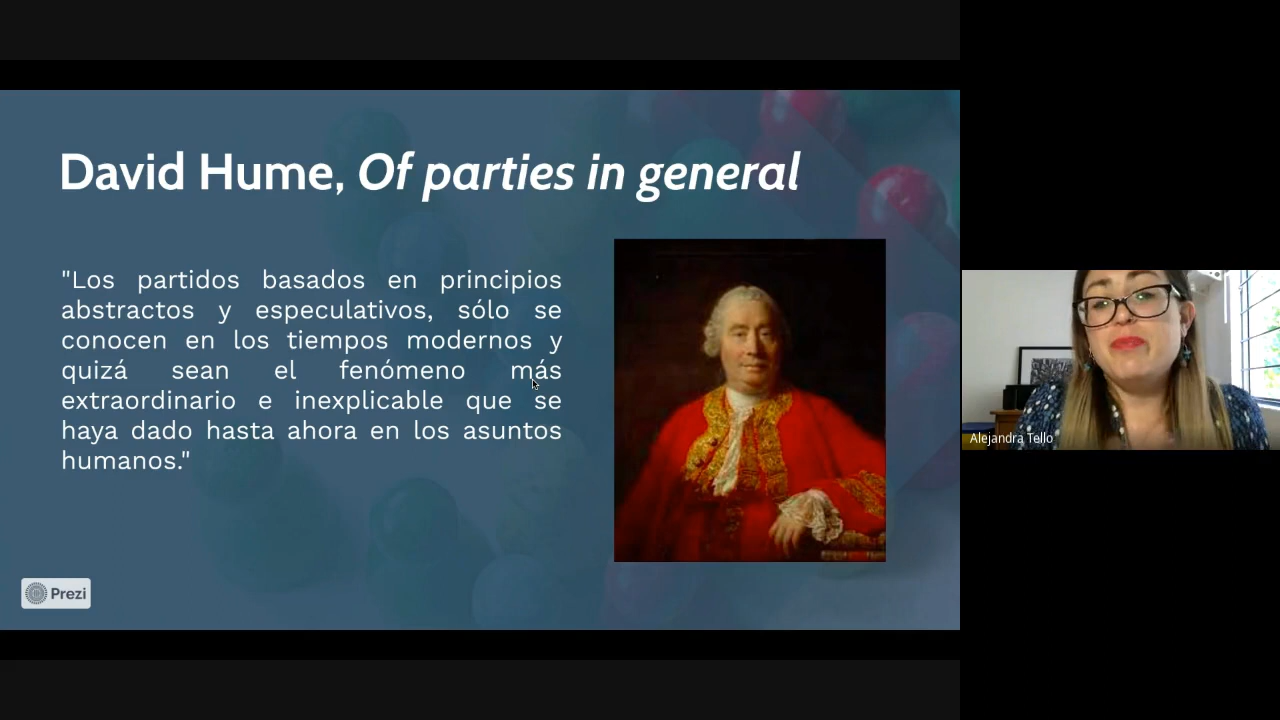 David Hume, Of parties in general
"Los partidos basados en principios
abstractos y especulativos, sólo se
conocen en los tiempos modernos y
quizá sean el fenómeno más
extraordinario e inexplicable que se
haya dado hasta ahora en los asuntos
humanos."
Prezi
Alejandra Tello